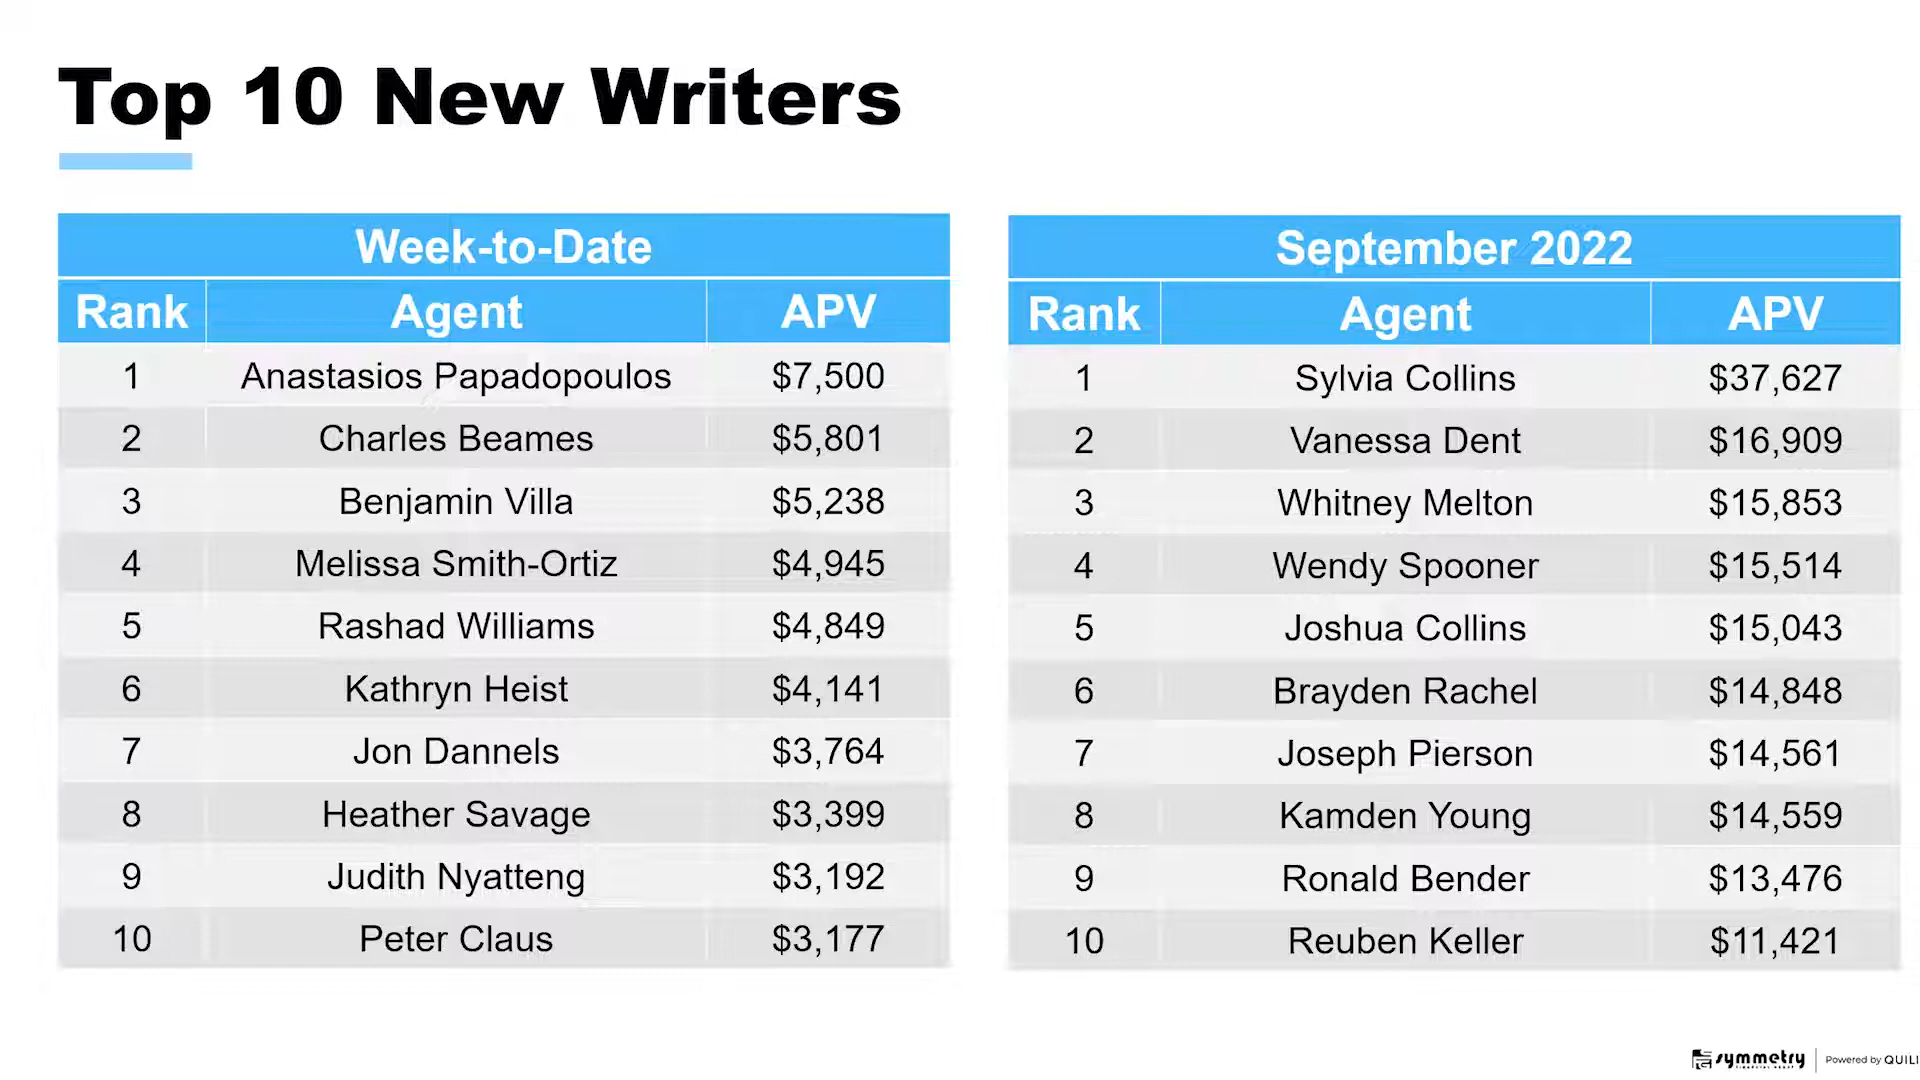 Top 10 New Writers
Week-to-Date
Rank Agent APV
1 Anastasios Papadopoulos $7,500
2 Charles Beames $5,801
3 Benjamin Villa $5,238
4 Melissa Smith-Ortiz $4,945
5 Rashad Williams $4,849
6 Kathryn Heist $4,141
7 Jon Dannels $3,764
8 Heather Savage $3,399
9 Judith Nyatteng $3,192
10 Peter Claus $3,177
September 2022
Rank Agent APV
1 Sylvia Collins $37,627
2 Vanessa Dent $16,909
3 Whitney Melton $15,853
4 Wendy Spooner $15,514
5 Joshua Collins $15,043
6 Brayden Rachel $14,848
7 Joseph Pierson $14,561
8 Kamden Young $14,559
9 Ronald Bender $13,476
10 Reuben Keller $11,421
symmetry
Powered by QUILI